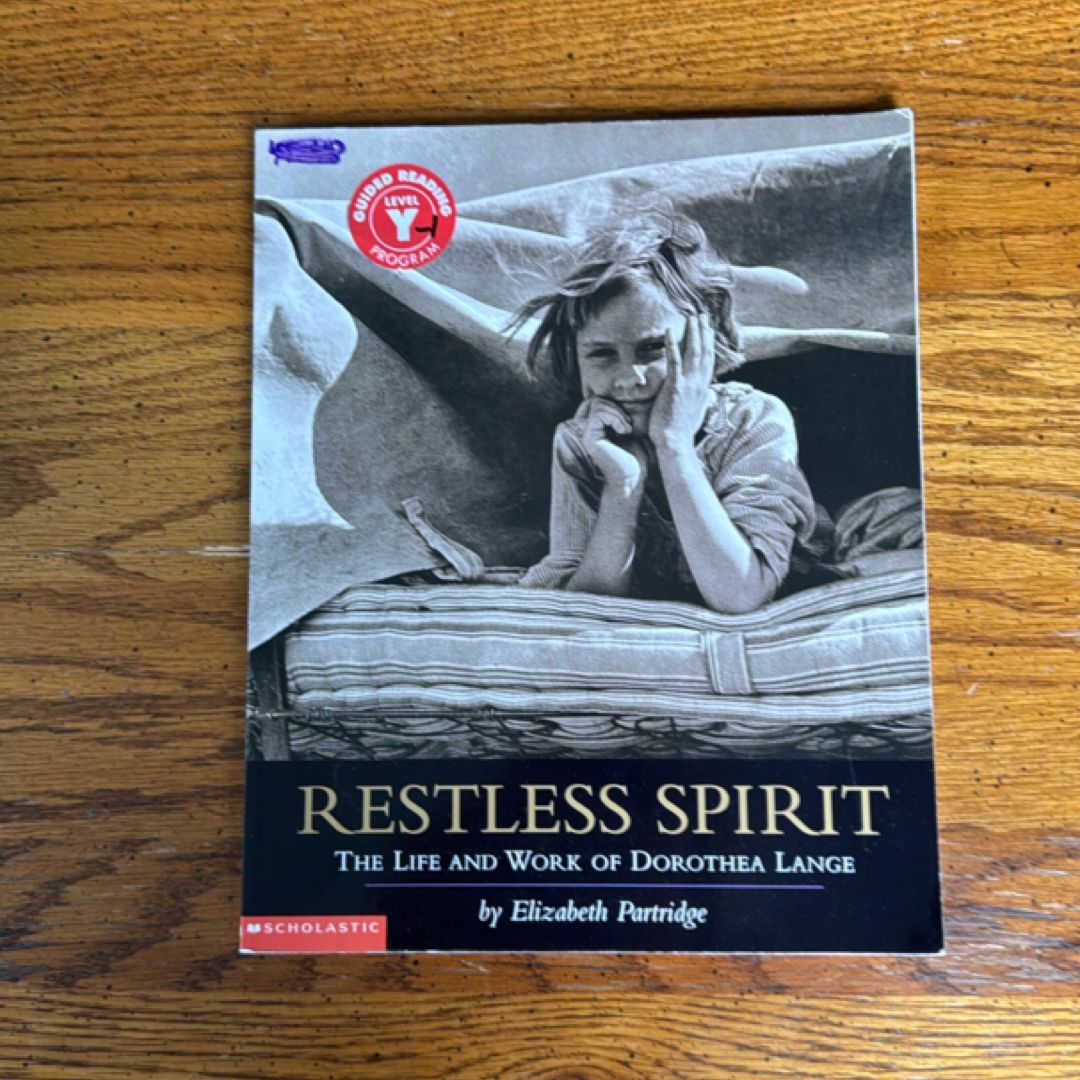 GUIDED READING
LEVEL
Y
PROGRAM
RESTLESS SPIRIT
THE LIFE AND WORK OF DOROTHEA LANGE
by Elizabeth Partridge
SCHOLASTIC